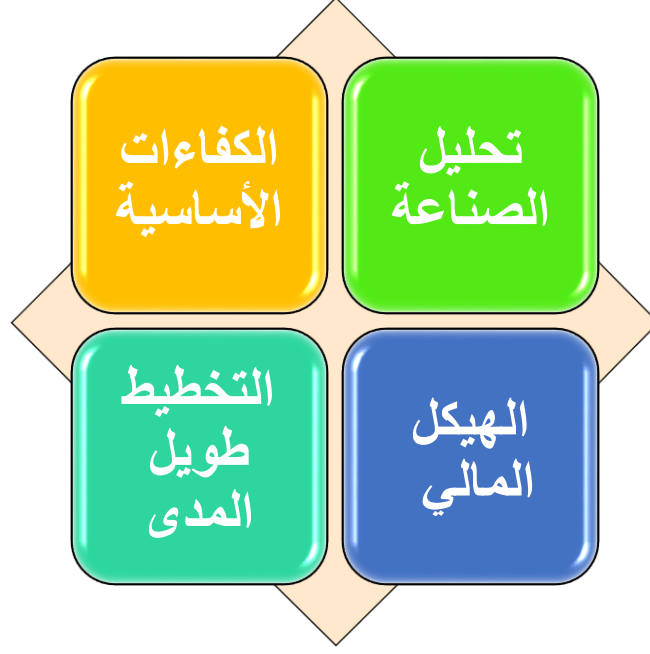 تحليل
الصناعة
الكفاءات
الأساسية
الهيكل
المالي
التخطيط
طويل
المدى